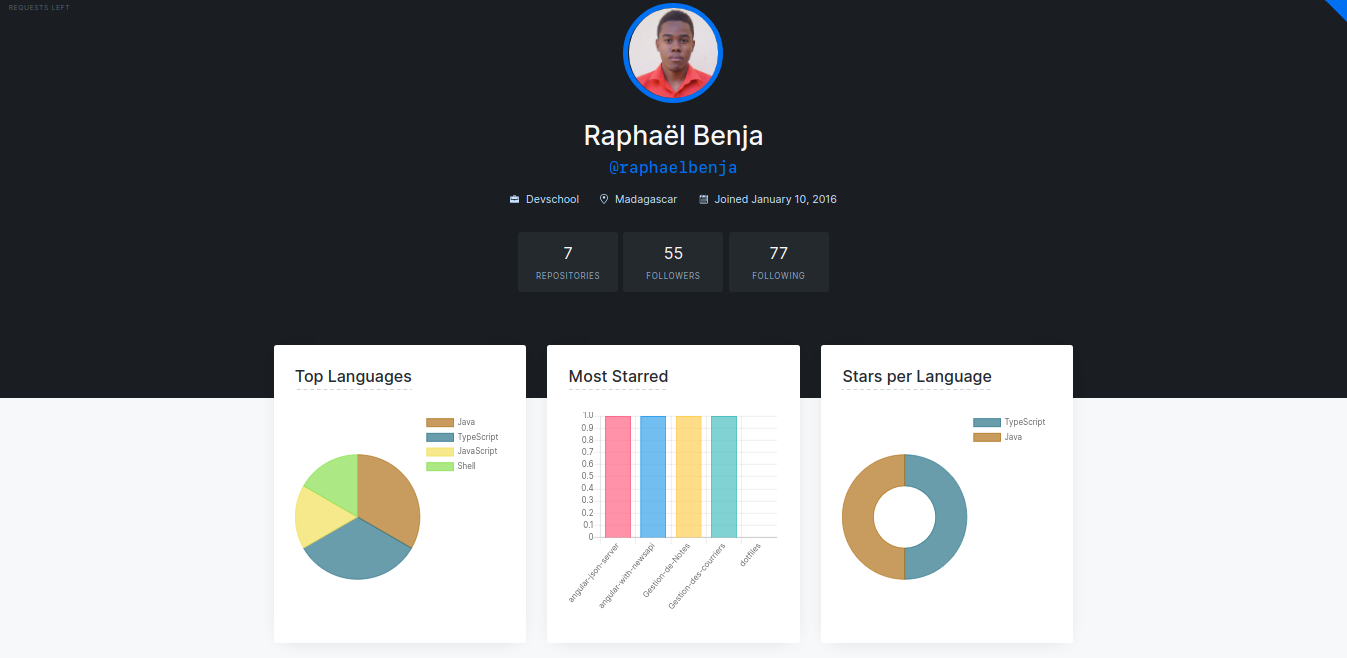 REQUESTS LEFT
Raphaël Benja
@raphaelbenja
Devschool Madagascar Joined January 10, 2016
7 55 77
REPOSITORIES FOLLOWERS FOLLOWING
Top Languages
Java
TypeScript
JavaScript
Shell
Most Starred
1.0
0.9
0.8
0.7
0.6
0.5
0.4
0.3
0.2
0.1
0
angular-json-server
angular-with-newsapi
Gestion-de-Notes
Gestion-des-courriers
dotfiles
Stars per Language
TypeScript
Java